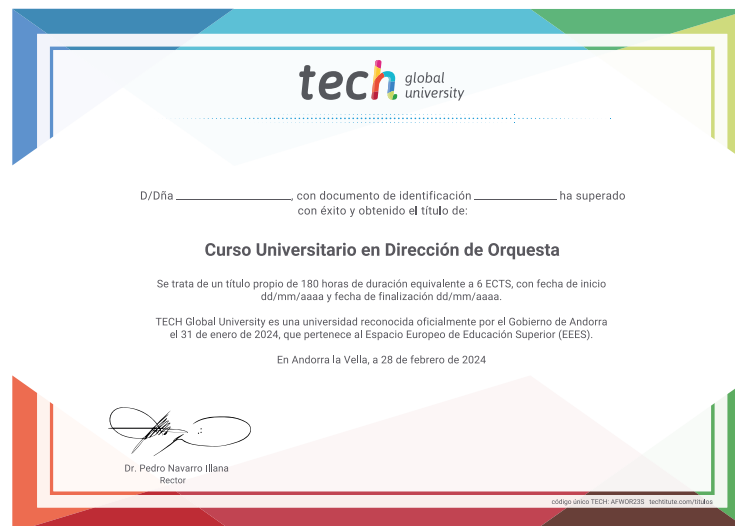 tech global university
D/Dña ____________________, con documento de identificación ______________ ha superado
con éxito y obtenido el título de:
Curso Universitario en Dirección de Orquesta
Se trata de un título propio de 180 horas de duración equivalente a 6 ECTS, con fecha de inicio
dd/mm/aaaa y fecha de finalización dd/mm/aaaa.
TECH Global University es una universidad reconocida oficialmente por el Gobierno de Andorra
el 31 de enero de 2024, que pertenece al Espacio Europeo de Educación Superior (EEES).
En Andorra la Vella, a 28 de febrero de 2024
Dr. Pedro Navarro Illana
Rector
código único TECH: AFWOR235 techtitute.com/titulos